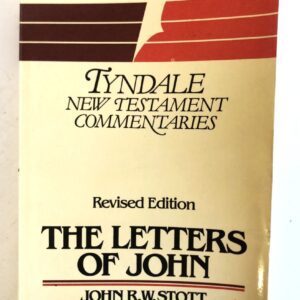 TYNDALE
NEW TESTAMENT
COMMENTARIES
Revised Edition
THE LETTERS
OF JOHN
JOHN R.W. STOTT